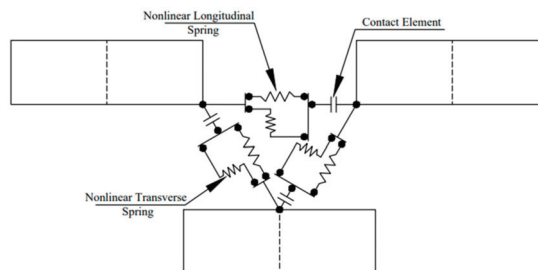 Nonlinear Longitudinal
Spring
Contact Element
Nonlinear Transverse
Spring